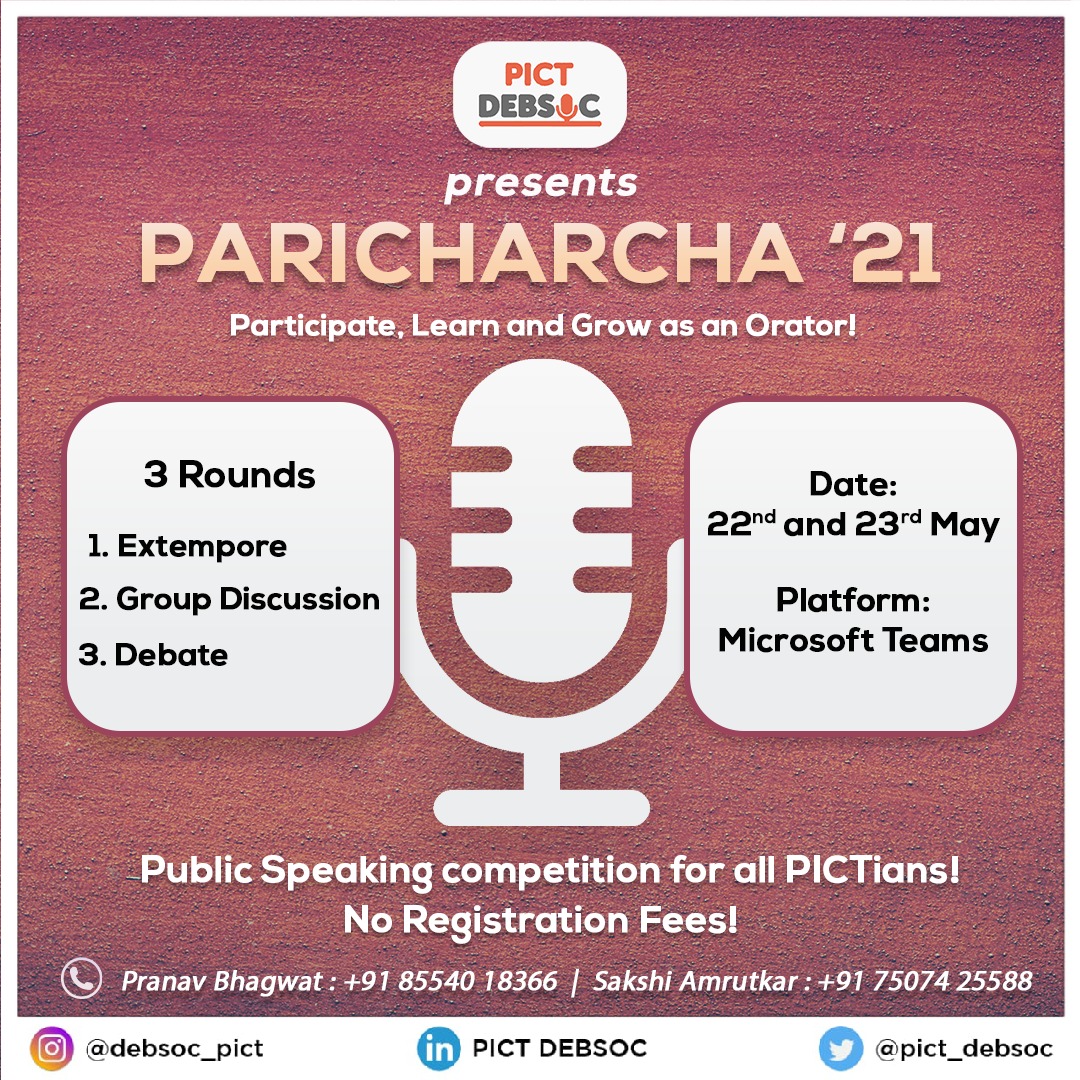 PICT
DEBSOC
presents
PARICHARCHA ‘21
Participate, Learn and Grow as an Orator!
3 Rounds
1. Extempore
2. Group Discussion
3. Debate
Date:
22nd and 23rd May
Platform:
Microsoft Teams
Public Speaking competition for all PICTians!
No Registration Fees!
Pranav Bhagwat : +91 85540 18366 | Sakshi Amrutkar : +91 75074 25588
@debsoc_pict
in PICT DEBSOC
@pict_debsoc